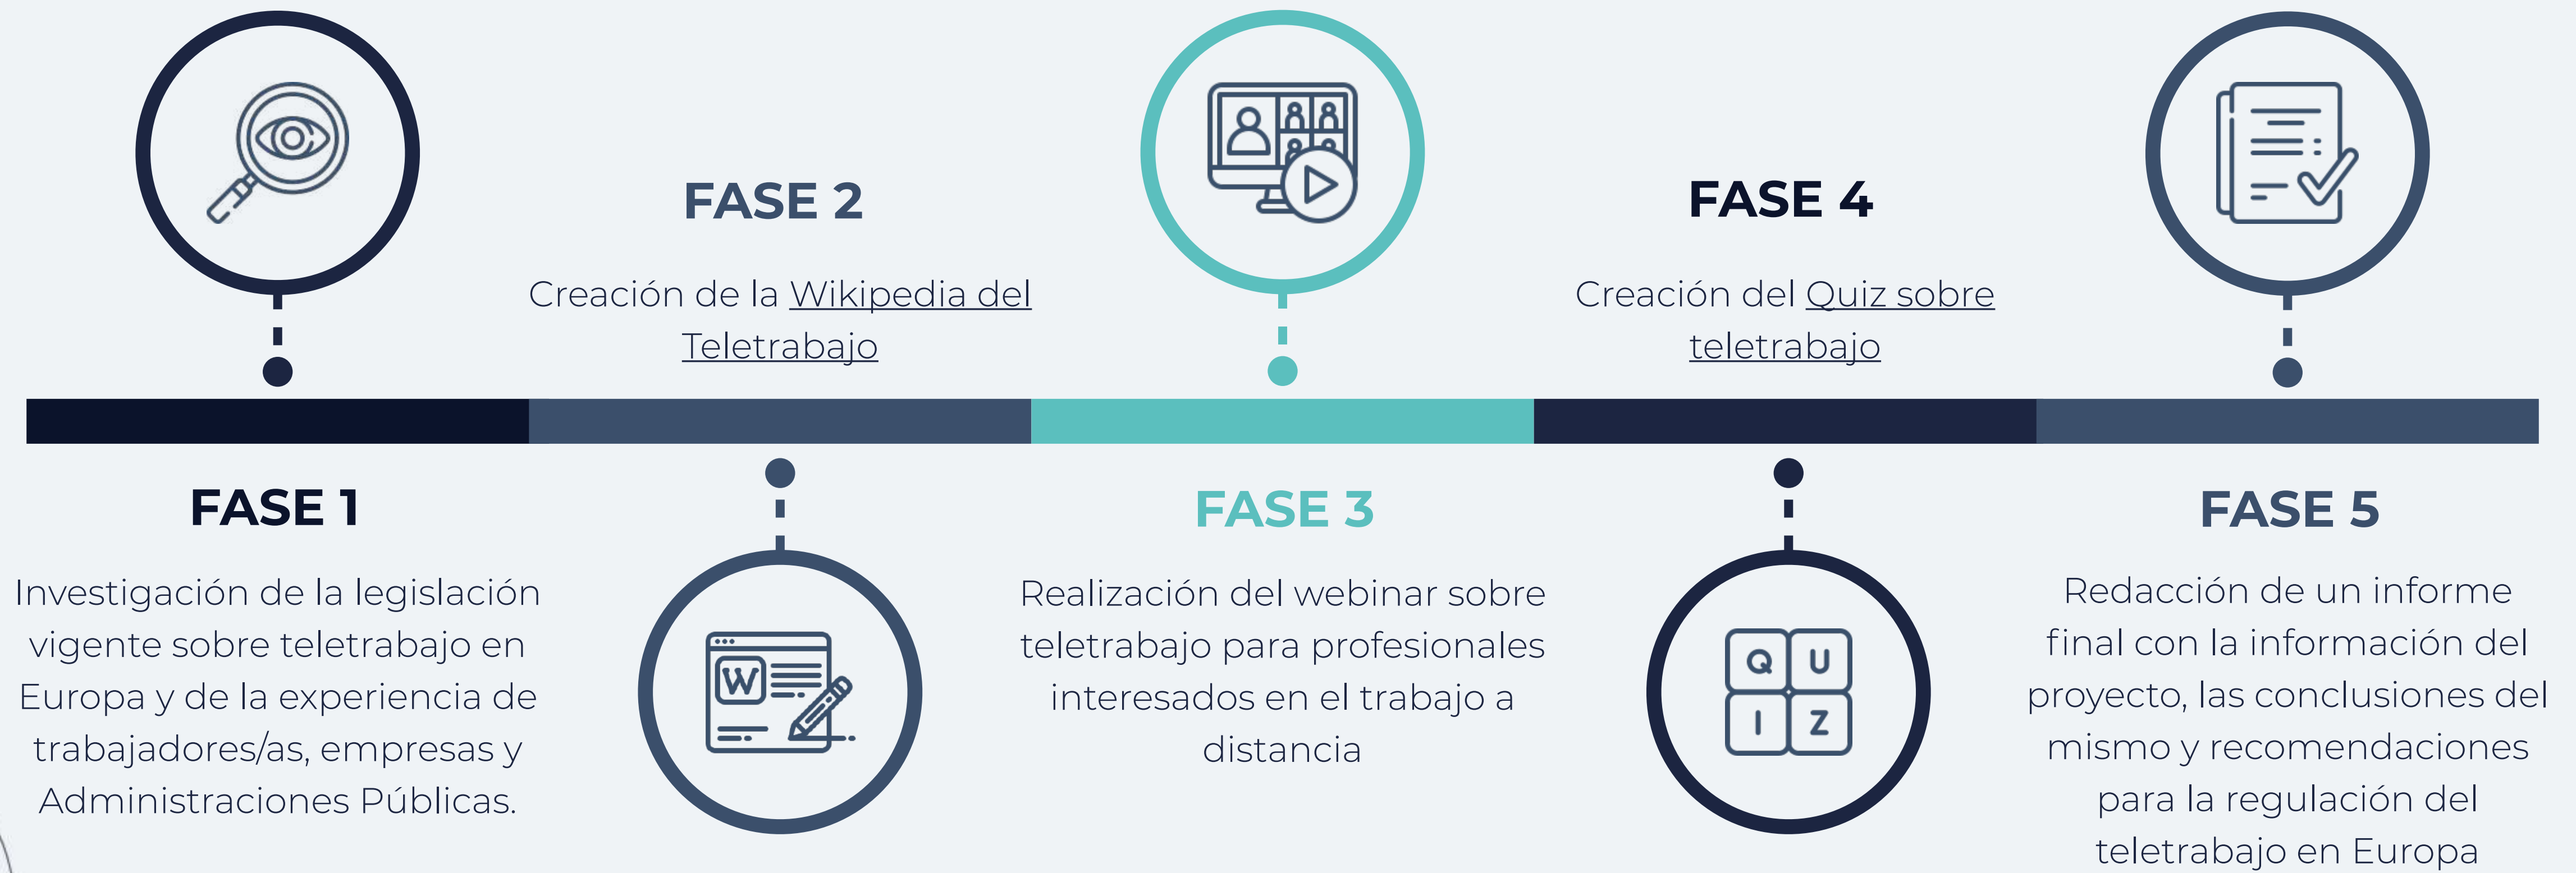 FASE 1
Investigación de la legislación
vigente sobre teletrabajo en
Europa y de la experiencia de
trabajadores/as, empresas y
Administraciones Públicas.
FASE 2
Creación de la Wikipedia del
Teletrabajo
W
FASE 3
Realización del webinar sobre
teletrabajo para profesionales
interesados en el trabajo a
distancia
FASE 4
Creación del Quiz sobre
teletrabajo
Q U
I Z
FASE 5
Redacción de un informe
final con la información del
proyecto, las conclusiones del
mismo y recomendaciones
para la regulación del
teletrabajo en Europa